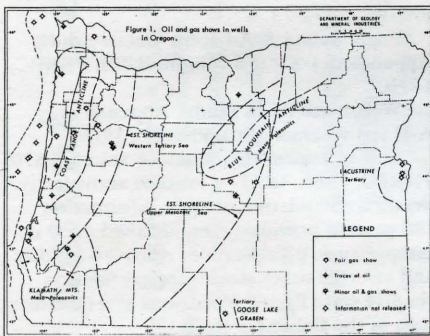 Figure 1. Oil and gas shows in wells
in Oregon.
DEPARTMENT OF GEOLOGY
AND MINERAL INDUSTRIES
COAST RANGE
ANTICLINE
EST. SHORELINE
Western Tertiary Sea
BLUE MOUNTAIN ANTICLINE
Meso-Paleozoics
LACUSTRINE
Tertiary
EST. SHORELINE
Upper Mesozoic Sea
KLAMATH MTS.
Meso-Paleozoics
Tertiary
GOOSE LAKE
GRABEN
LEGEND
Fair gas show
Traces of oil
Minor oil & gas shows
Information not released